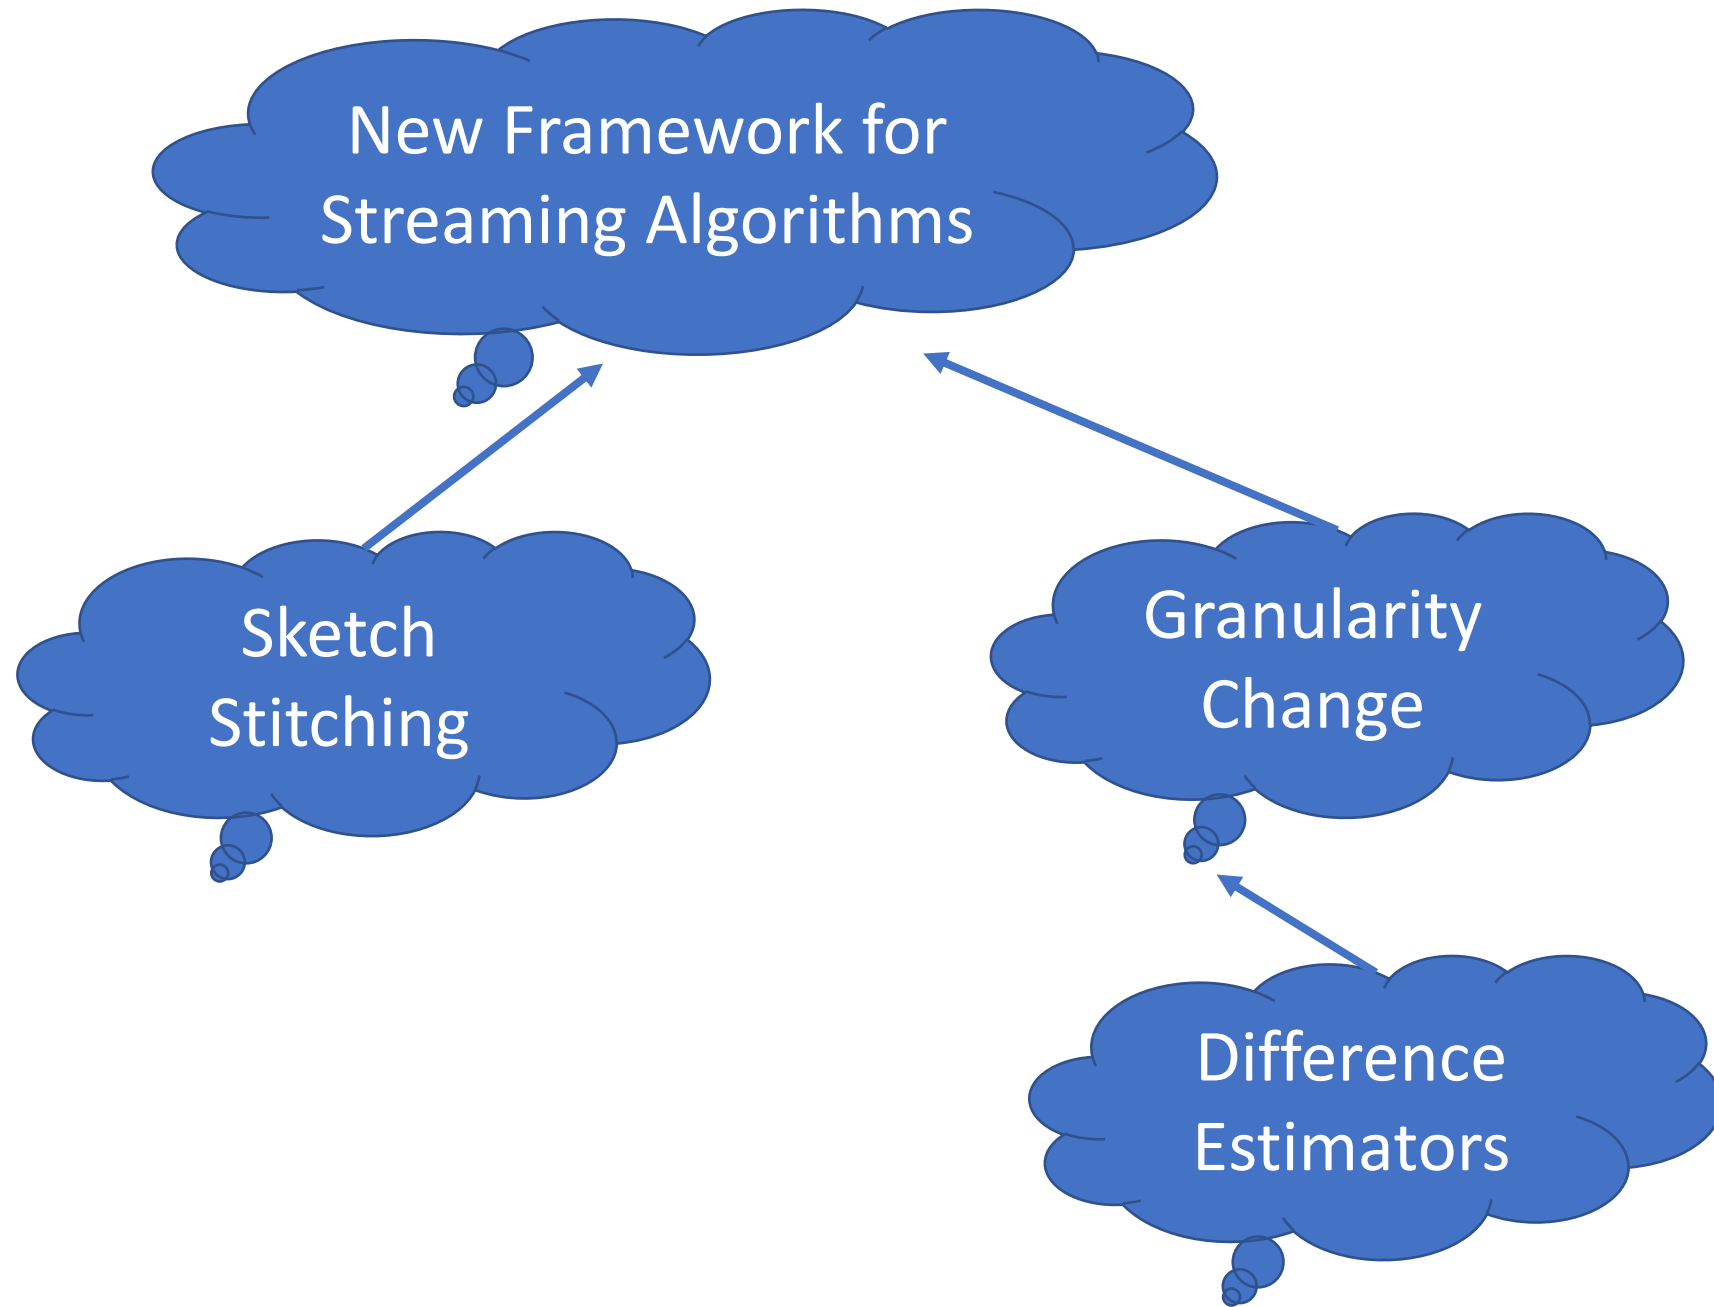 New Framework for
Streaming Algorithms
Sketch
Stitching
Granularity
Change
Difference
Estimators